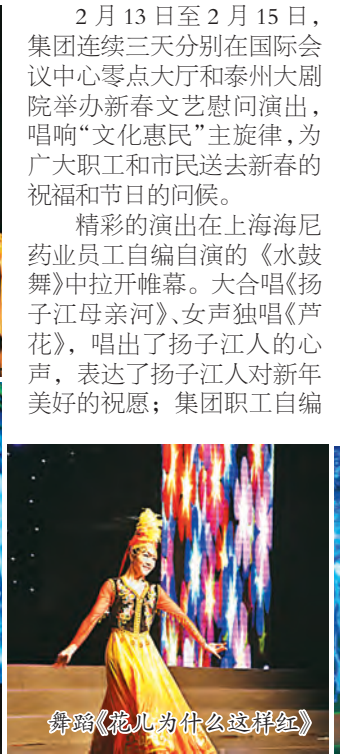 2 月 13 日至 2 月 15 日，
集团连续三天分别在国际会
议中心零点大厅和泰州大剧
院举办新春文艺慰问演出，
唱响“文化惠民”主旋律，为
广大职工和市民送去新春的
祝福和节日的问候。
精彩的演出在上海海尼
药业员工自编自演的《水鼓
舞》中拉开帷幕。大合唱《扬
子江母亲河》、女声独唱《芦
花》，唱出了扬子江人的心
声，表达了扬子江人对新年
美好的祝愿；集团职工自编
舞蹈《花儿为什么这样红》